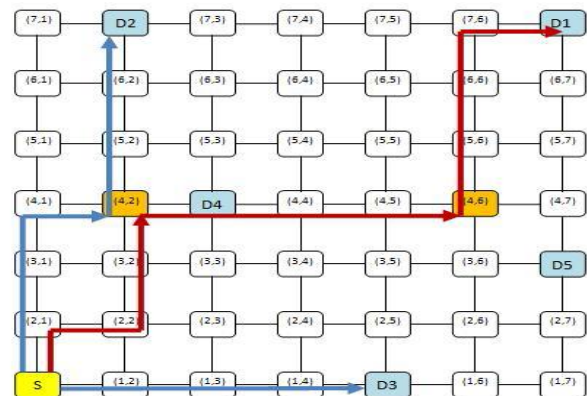 (7,1) D2 (7,3) (7,4) (7,5) (7,6) D1
(6,1) (6,2) (6,3) (6,4) (6,5) (6,6) (6,7)
(5,1) (5,2) (5,3) (5,4) (5,5) (5,6) (5,7)
(4,1) (4,2) D4 (4,4) (4,5) (4,6) (4,7)
(3,1) (3,2) (3,3) (3,4) (3,5) (3,6) D5
(2,1) (2,2) (2,3) (2,4) (2,5) (2,6) (2,7)
S (1,2) (1,3) (1,4) D3 (1,6) (1,7)